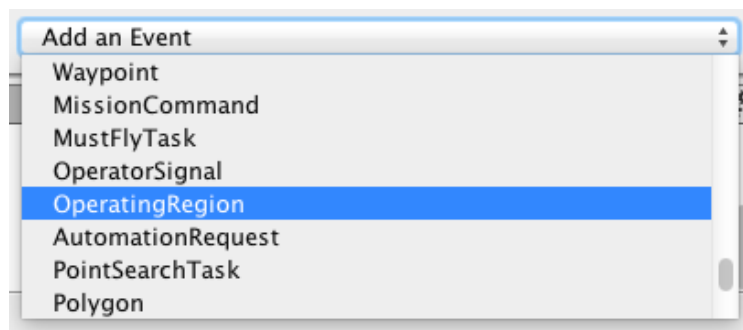 Add an Event
Waypoint
MissionCommand
MustFlyTask
OperatorSignal
OperatingRegion
AutomationRequest
PointSearchTask
Polygon